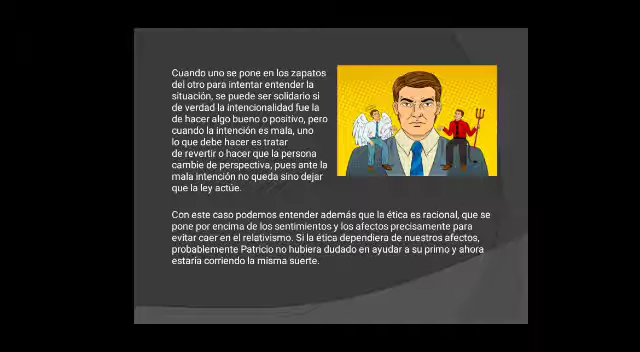 Cuando uno se pone en los zapatos
del otro para intentar entender la
situación, se puede ser solidario si
de verdad la intencionalidad fue la
de hacer algo bueno o positivo, pero
cuando la intención es mala, uno
lo que debe hacer es tratar
de revertir o hacer que la persona
cambie de perspectiva, pues ante la
mala intención no queda sino dejar
que la ley actúe.
Con este caso podemos entender además que la ética es racional, que se
pone por encima de los sentimientos y los afectos precisamente para
evitar caer en el relativismo. Si la ética dependiera de nuestros afectos,
probablemente Patricio no hubiera dudado en ayudar a su primo y ahora
estaría corriendo la misma suerte.